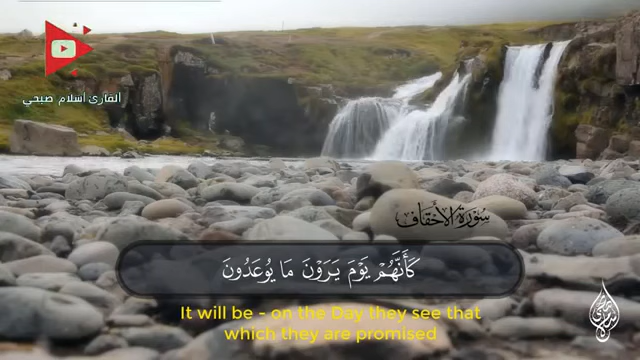 القارئ اسلام صبحي
سورة الأحقاف
كَأَنَّهُمْ يَوْمَ يَرَوْنَ مَا يُوعَدُونَ
It will be - on the Day they see that
which they are promised